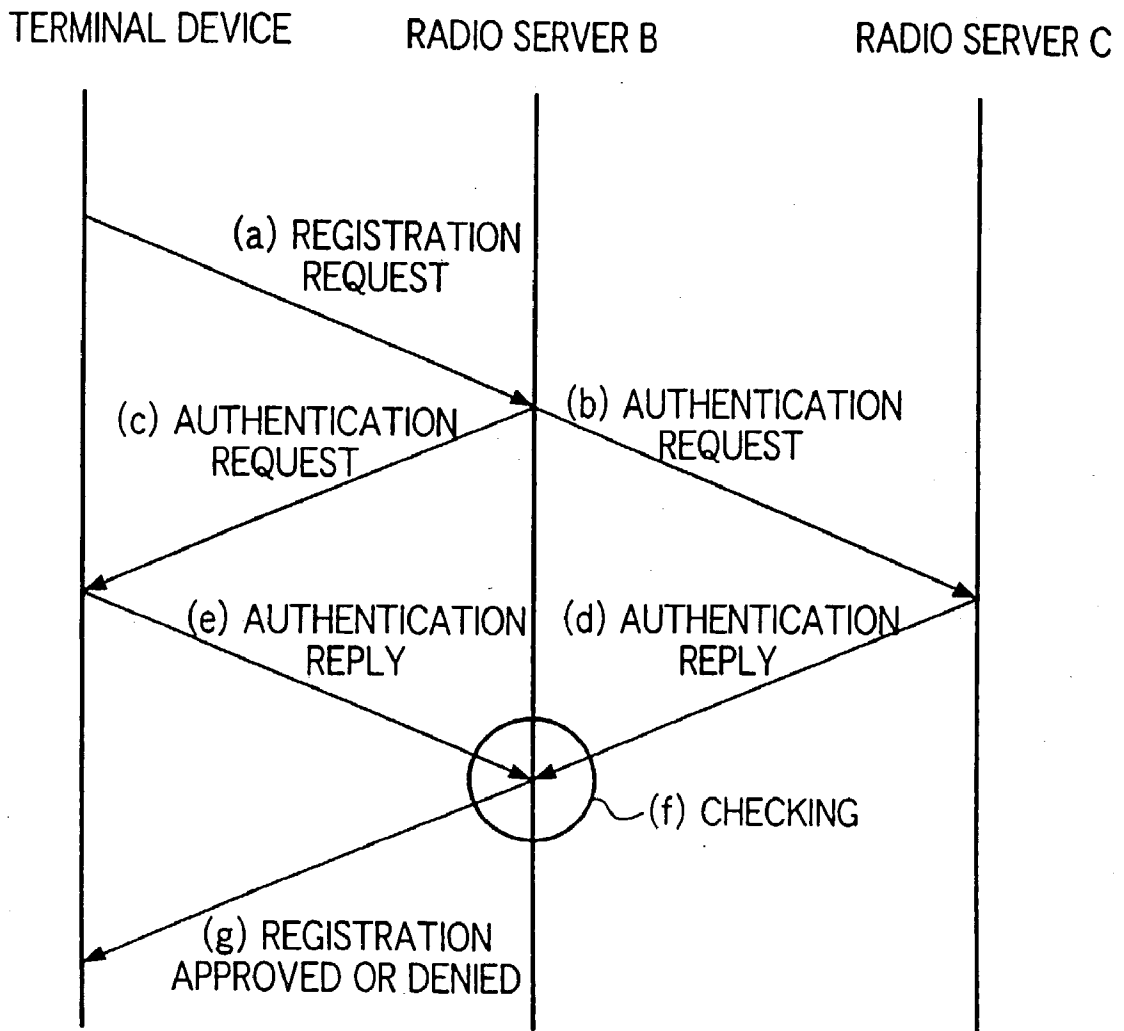 TERMINAL DEVICE
RADIO SERVER B
RADIO SERVER C
(a) REGISTRATION
REQUEST
(c) AUTHENTICATION
REQUEST
(b) AUTHENTICATION
REQUEST
(e) AUTHENTICATION
REPLY
(d) AUTHENTICATION
REPLY
(f) CHECKING
(g) REGISTRATION
APPROVED OR DENIED